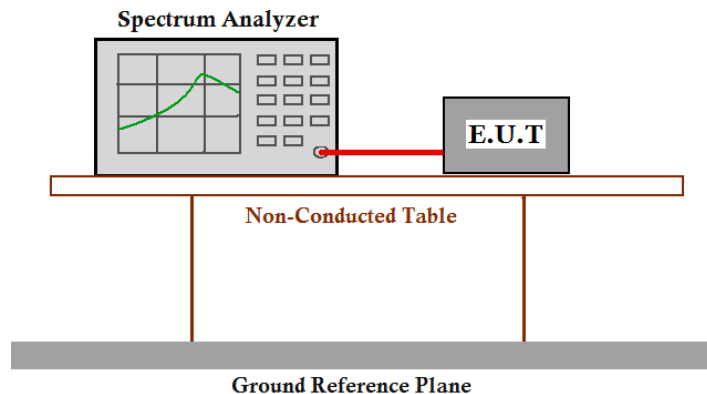 Spectrum Analyzer
E.U.T
Non-Conducted Table
Ground Reference Plane